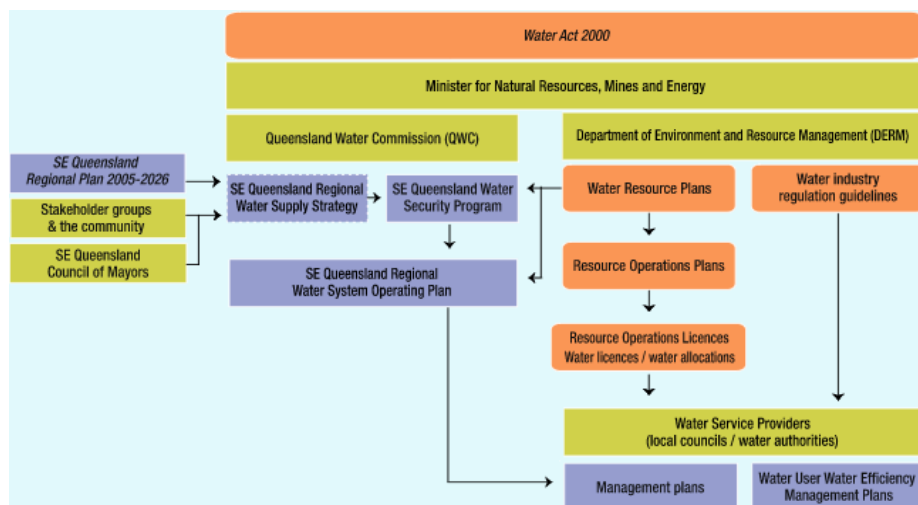 Water Act 2000
Minister for Natural Resources, Mines and Energy
Queensland Water Commission (QWC)
Department of Environment and Resource Management (DERM)
SE Queensland
Regional Plan 2005-2026
Stakeholder groups
& the community
SE Queensland
Council of Mayors
SE Queensland Regional
Water Supply Strategy
SE Queensland Water
Security Program
SE Queensland Regional
Water System Operating Plan
Water Resource Plans
Water industry
regulation guidelines
Resource Operations Plans
Resource Operations Licences
Water licences / water allocations
Water Service Providers
(local councils / water authorities)
Management plans
Water User Water Efficiency
Management Plans